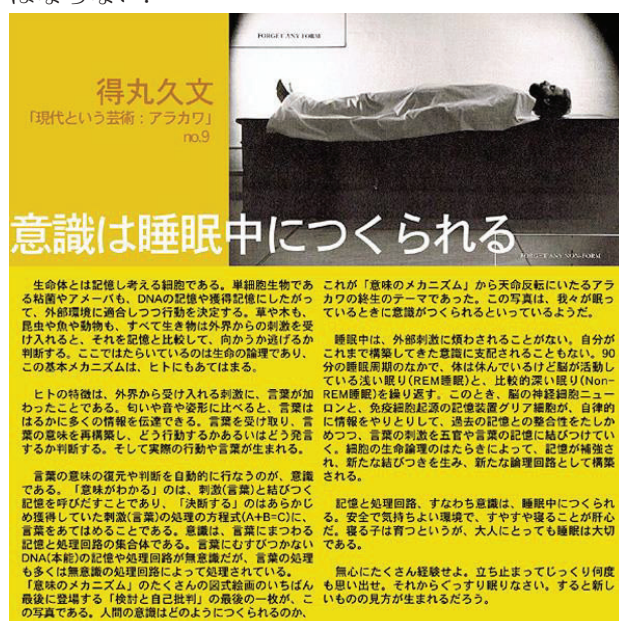 はならない．
FORGET ANY FORM
得丸久文
「現代という芸術：アラカワ」
no.9
意識は睡眠中につくられる
FORGET ANY NON-FORM
生命体とは記憶し考える細胞である。単細胞生物であ
る粘菌やアメーバも、DNAの記憶や獲得記憶にしたがっ
て、外部環境に適合しつつ行動を決定する。草や木も、
昆虫や魚や動物も、すべて生き物は外界からの刺激を受
け入れると、それを記憶と比較して、向かうか逃げるか
判断する。ここではたらいているのは生命の論理であり、
この基本メカニズムは、ヒトにもあてはまる。
ヒトの特徴は、外界から受け入れる刺激に、言葉が加
わったことである。匂いや音や姿形に比べると、言葉は
はるかに多くの情報を伝達できる。言葉を受け取り、言
葉の意味を再構築し、どう行動するかあるいはどう発言
するか判断する。そして実際の行動や言葉が生まれる。
言葉の意味の復元や判断を自動的に行なうのが、意識
である。「意味がわかる」のは、刺激(言葉)と結びつく
記憶を呼びだすことであり、「決断する」のはあらかじ
め獲得していた刺激(言葉)の処理の方程式(A+B=C)に、
言葉をあてはめることである。意識は、言葉にまつわる
記憶と処理回路の集合体である。言葉にむすびつかない
DNA(本能)の記憶や処理回路が無意識だが、言葉の処理
も多くは無意識の処理回路によって処理されている。
「意味のメカニズム」のたくさんの図式絵画のいちばん
最後に登場する「検討と自己批判」の最後の一枚が、こ
の写真である。人間の意識はどのようにつくられるのか、
これが「意味のメカニズム」から天命反転にいたるアラ
カワの終生のテーマであった。この写真は、我々が眠っ
ているときに意識がつくられるといっているようだ。
睡眠中は、外部刺激に煩わされることがない。自分が
これまで構築してきた意識に支配されることもない。90
分の睡眠周期のなかで、体は休んでいるけど脳が活動し
ている浅い眠り(REM睡眠)と、比較的深い眠り(Non-
REM睡眠)を繰り返す。このとき、脳の神経細胞ニュー
ロンと、免疫細胞起源の記憶装置グリア細胞が、自律的
に情報をやりとりして、過去の記憶との整合性をたしか
めつつ、言葉の刺激を五官や言葉の記憶に結びつけてい
く。細胞の生命論理のはたらきによって、記憶が補強さ
れ、新たな結びつきを生み、新たな論理回路として構築
される。
記憶と処理回路、すなわち意識は、睡眠中につくられ
る。安全で気持ちよい環境で、すやすや寝ることが肝心
だ。寝る子は育つというが、大人にとっても睡眠は大切
である。
無心にたくさん経験せよ。立ち止まってじっくり何度
も思い出せ。それからぐっすり眠りなさい。すると新し
いものの見方が生まれるだろう。